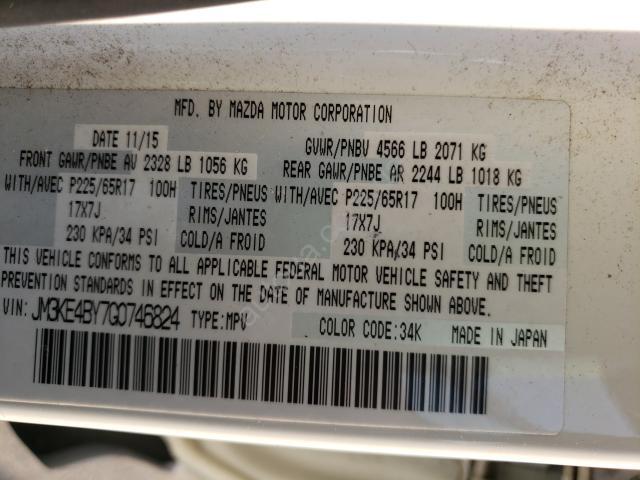 MFD. BY MAZDA MOTOR CORPORATION
DATE 11/15 GVWR/PNBV 4566 LB 2071 KG
FRONT GAWR/PNBE AV 2328 LB 1056 KG REAR GAWR/PNBE AR 2244 LB 1018 KG
WITH/AVEC P225/65R17 100H TIRES/PNEUS WITH/AVEC P225/65R17 100H TIRES/PNEUS
17X7J RIMS/JANTES 17X7J RIMS/JANTES
230 KPA/34 PSI COLD/A FROID 230 KPA/34 PSI COLD/A FROID
THIS VEHICLE CONFORMS TO ALL APPLICABLE FEDERAL MOTOR VEHICLE SAFETY AND THEFT
PREVENTION STANDARDS IN EFFECT ON THE DATE OF MANUFACTURE SHOWN ABOVE.
VIN: JM3KE4BY7G0746824 TYPE: MPV COLOR CODE: 34K MADE IN JAPAN